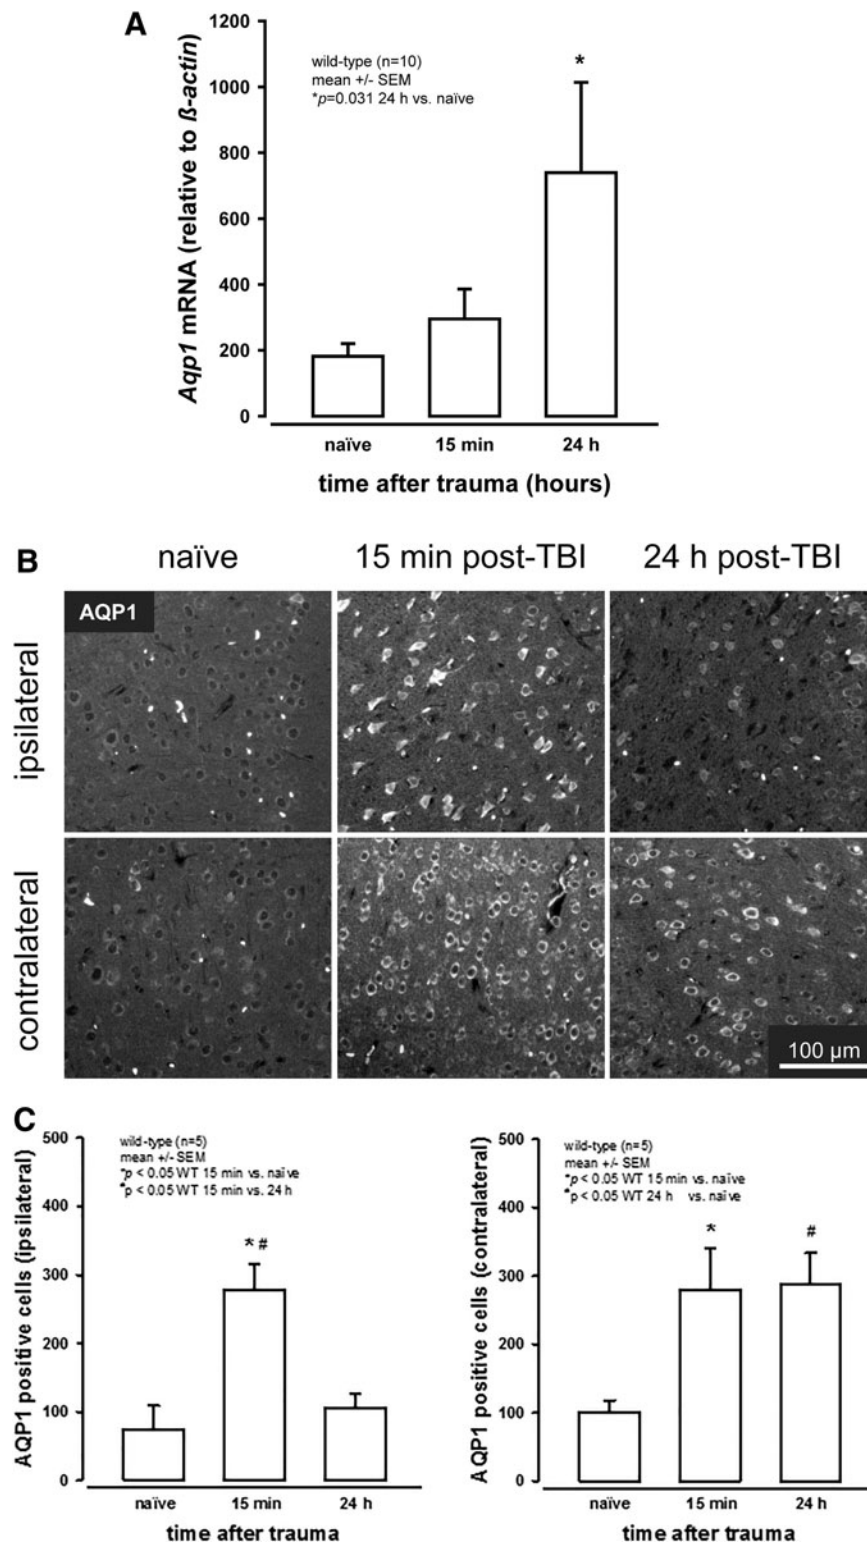 A
1200
1000
800
600
400
200
0
Aqp1 mRNA (relative to ß-actin)
wild-type (n=10)
mean +/- SEM
*p=0.031 24 h vs. naïve
*
naïve 15 min 24 h
time after trauma (hours)
B
naïve 15 min post-TBI 24 h post-TBI
AQP1
ipsilateral
contralateral
100 µm
C
500
400
300
200
100
0
AQP1 positive cells (ipsilateral)
wild-type (n=5)
mean +/- SEM
*p < 0.05 WT 15 min vs. naïve
#p < 0.05 WT 15 min vs. 24 h
* #
naïve 15 min 24 h
time after trauma
500
400
300
200
100
0
AQP1 positive cells (contralateral)
wild-type (n=5)
mean +/- SEM
*p < 0.05 WT 15 min vs. naïve
#p < 0.05 WT 24 h vs. naïve
*
#
naïve 15 min 24 h
time after trauma